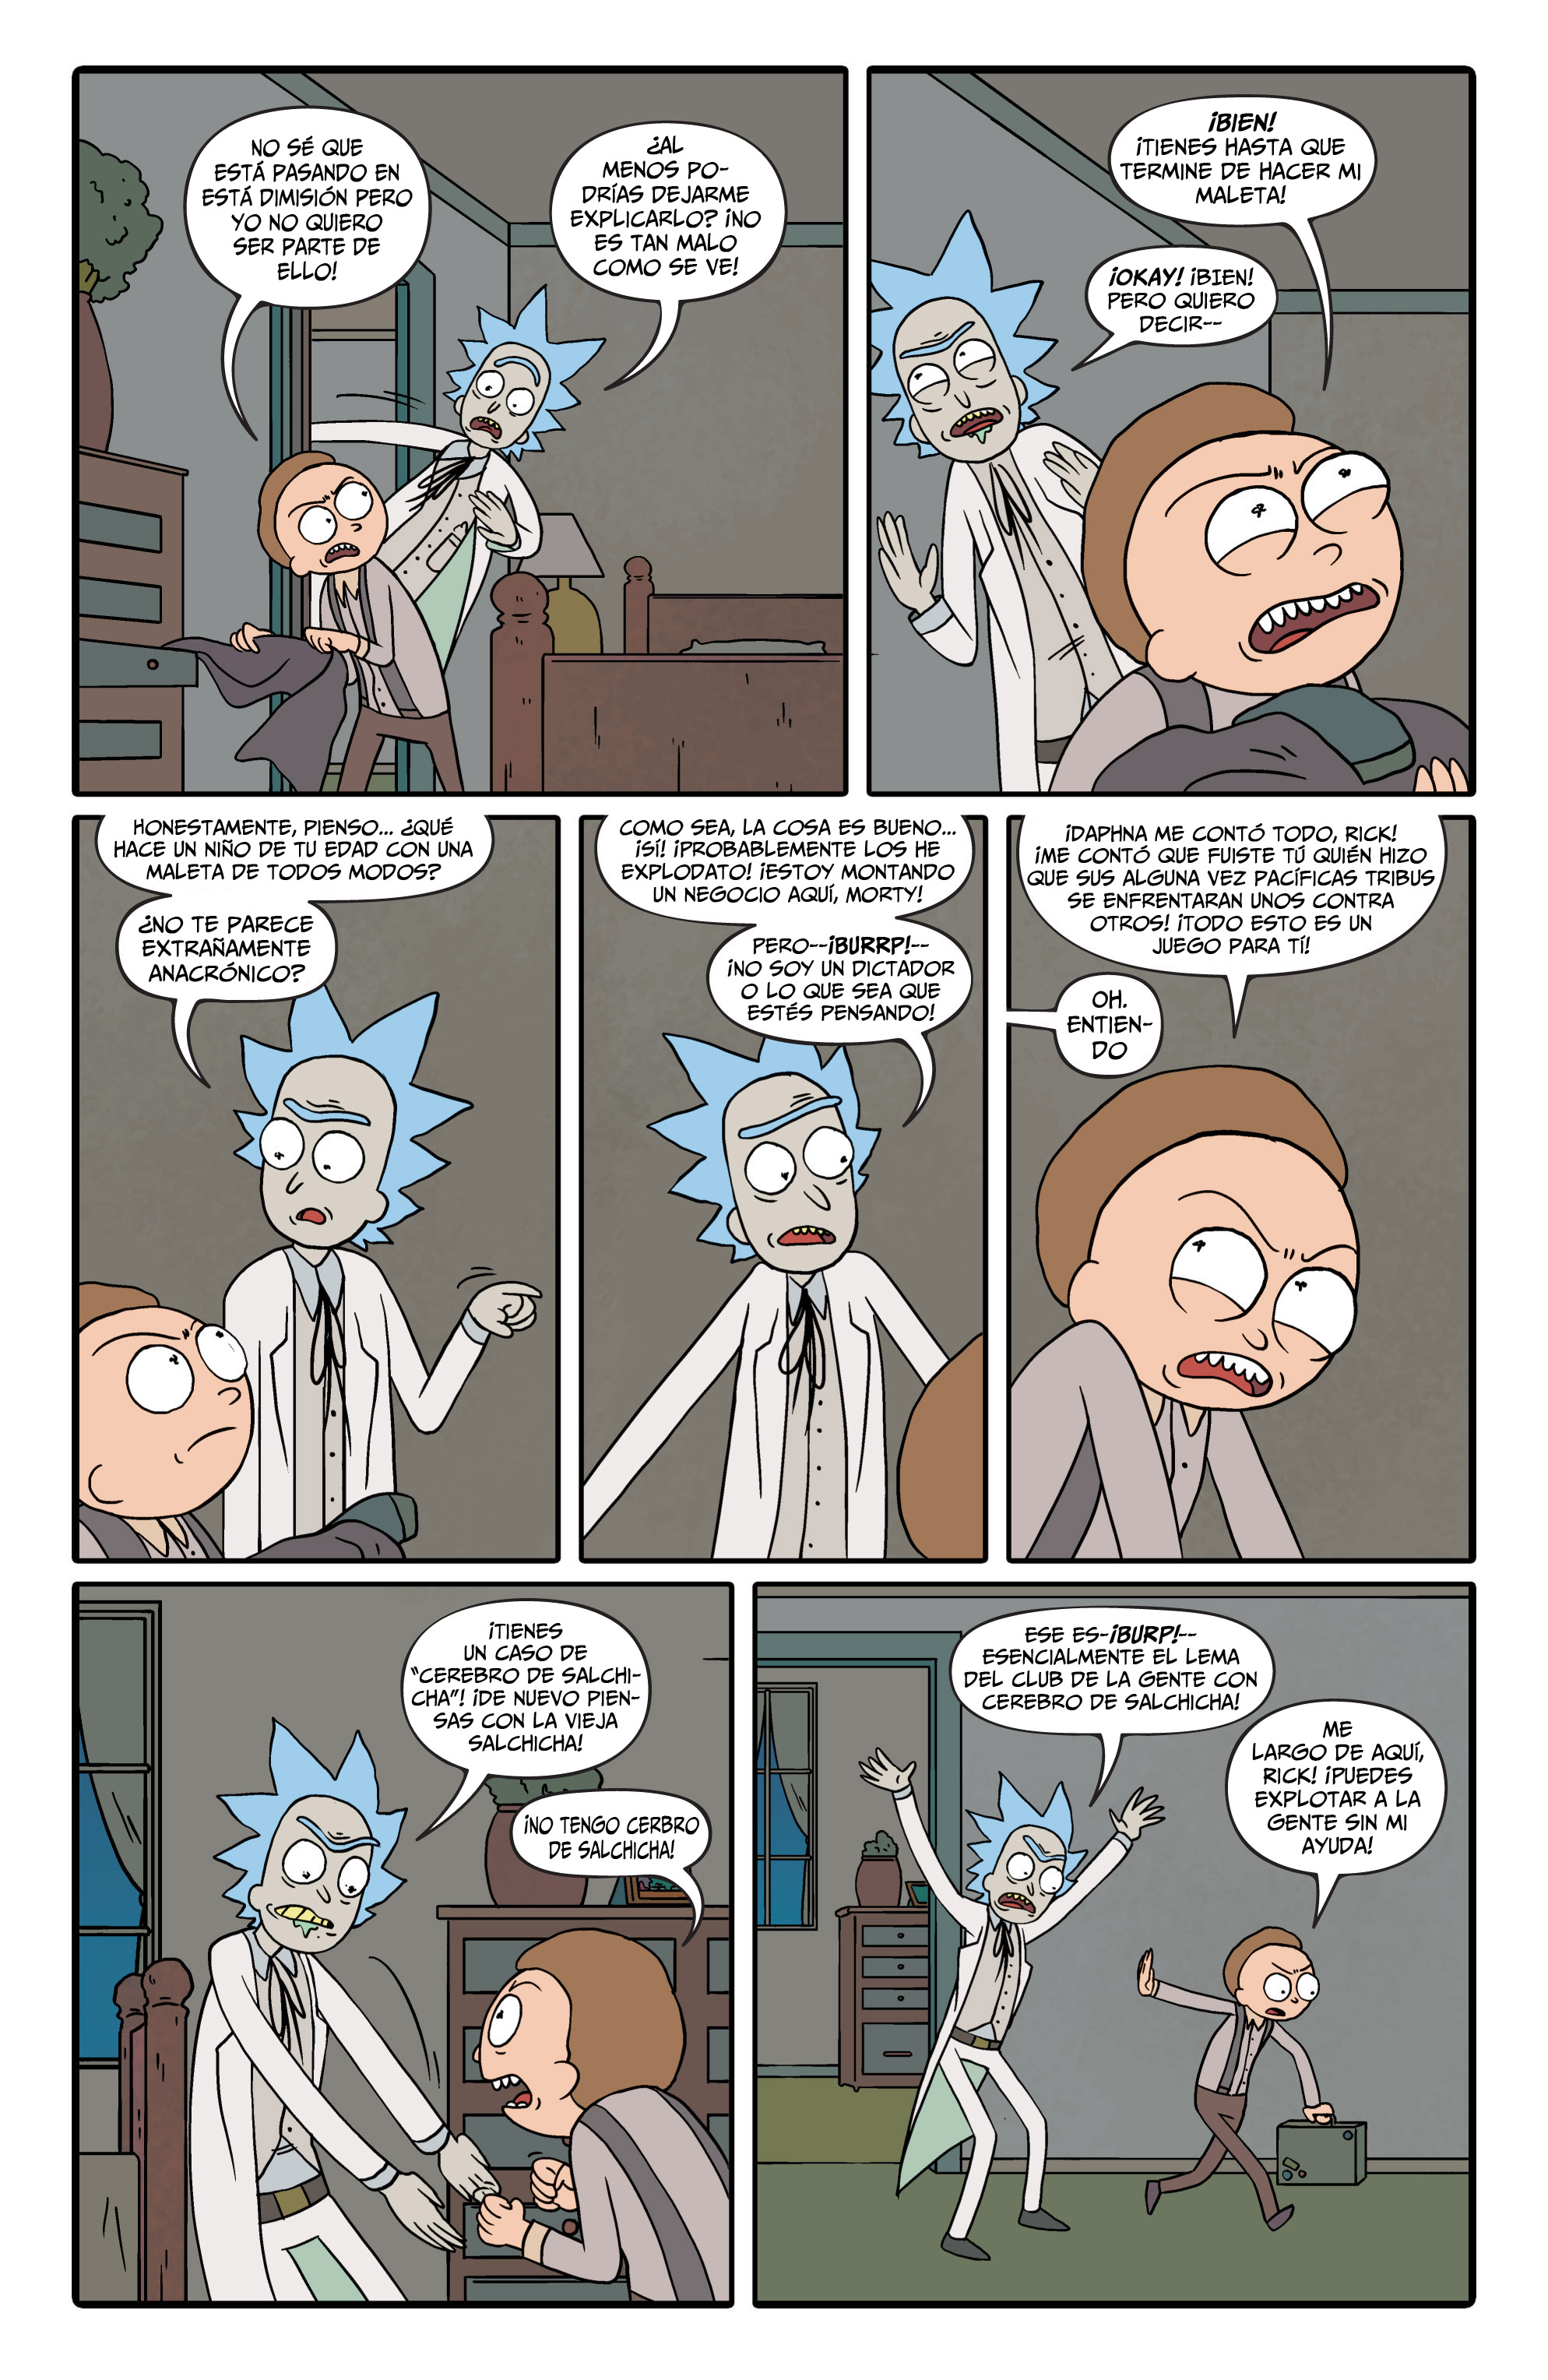 NO SÉ QUE
ESTÁ PASANDO EN
ESTÁ DIMISIÓN PERO
YO NO QUIERO
SER PARTE DE
ELLO!
¿AL
MENOS PO-
DRÍAS DEJARME
EXPLICARLO? ¡NO
ES TAN MALO
COMO SE VE!
¡BIEN!
¡TIENES HASTA QUE
TERMINE DE HACER MI
MALETA!
¡OKAY! ¡BIEN!
PERO QUIERO
DECIR--
HONESTAMENTE, PIENSO... ¿QUÉ
HACE UN NIÑO DE TU EDAD CON UNA
MALETA DE TODOS MODOS?
¿NO TE PARECE
EXTRAÑAMENTE
ANACRÓNICO?
COMO SEA, LA COSA ES BUENO...
¡SÍ! ¡PROBABLEMENTE LOS HE
EXPLODATO! ¡ESTOY MONTANDO
UN NEGOCIO AQUÍ, MORTY!
PERO--¡BURRP!--
¡NO SOY UN DICTADOR
O LO QUE SEA QUE
ESTÉS PENSANDO!
¡DAPHNA ME CONTÓ TODO, RICK!
¡ME CONTÓ QUE FUISTE TÚ QUIÉN HIZO
QUE SUS ALGUNA VEZ PACÍFICAS TRIBUS
SE ENFRENTARAN UNOS CONTRA
OTROS! ¡TODO ESTO ES UN
JUEGO PARA TÍ!
OH.
ENTIEN-
DO
¡TIENES
UN CASO DE
"CEREBRO DE SALCHI-
CHA"! ¡DE NUEVO PIEN-
SAS CON LA VIEJA
SALCHICHA!
¡NO TENGO CERBRO
DE SALCHICHA!
ESE ES-¡BURP!--
ESENCIALMENTE EL LEMA
DEL CLUB DE LA GENTE CON
CEREBRO DE SALCHICHA!
ME
LARGO DE AQUÍ,
RICK! ¡PUEDES
EXPLOTAR A LA
GENTE SIN MI
AYUDA!